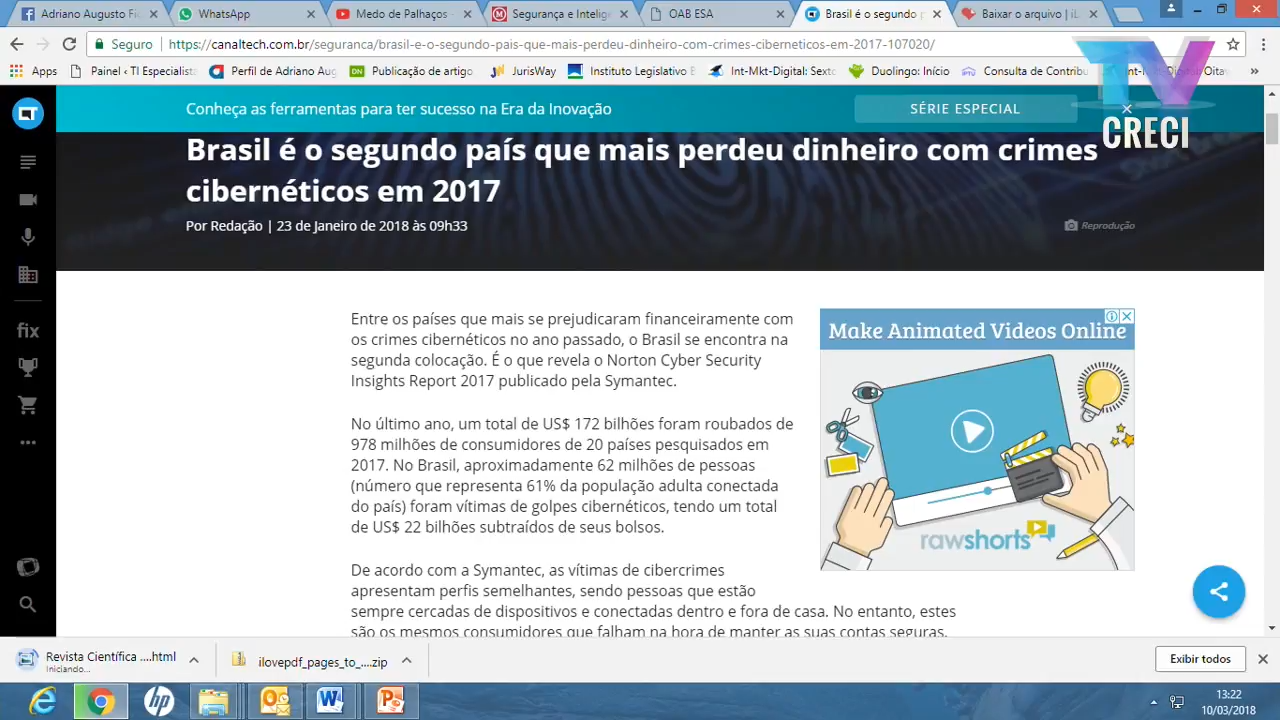 Adriano Augusto Fi
WhatsApp
Medo de Palhaços -
Segurança e Intelig
OAB ESA
Brasil é o segundo p
Baixar o arquivo | iL
Seguro
https://canaltech.com.br/seguranca/brasil-e-o-segundo-pais-que-mais-perdeu-dinheiro-com-crimes-ciberneticos-em-2017-107020/
Apps
Painel ‹ TI Especialista
Perfil de Adriano Aug
Publicação de artigo
JurisWay
Instituto Legislativo B
Int-Mkt-Digital: Sexto
Duolingo: Início
Consulta de Contribu
Int-Mkt-Digital: Oitav
TV
CRECI
Conheça as ferramentas para ter sucesso na Era da Inovação
SÉRIE ESPECIAL
Brasil é o segundo país que mais perdeu dinheiro com crimes
cibernéticos em 2017
Por Redação | 23 de Janeiro de 2018 às 09h33
Reprodução
fix
Entre os países que mais se prejudicaram financeiramente com
os crimes cibernéticos no ano passado, o Brasil se encontra na
segunda colocação. É o que revela o Norton Cyber Security
Insights Report 2017 publicado pela Symantec.
No último ano, um total de US$ 172 bilhões foram roubados de
978 milhões de consumidores de 20 países pesquisados em
2017. No Brasil, aproximadamente 62 milhões de pessoas
(número que representa 61% da população adulta conectada
do país) foram vítimas de golpes cibernéticos, tendo um total
de US$ 22 bilhões subtraídos de seus bolsos.
De acordo com a Symantec, as vítimas de cibercrimes
apresentam perfis semelhantes, sendo pessoas que estão
sempre cercadas de dispositivos e conectadas dentro e fora de casa. No entanto, estes
são os mesmos consumidores que falham na hora de manter as suas contas seguras,
Make Animated Videos Online
rawshorts
Revista Científica ....html
Iniciando...
ilovepdf_pages_to_....zip
Exibir todos
13:22
10/03/2018